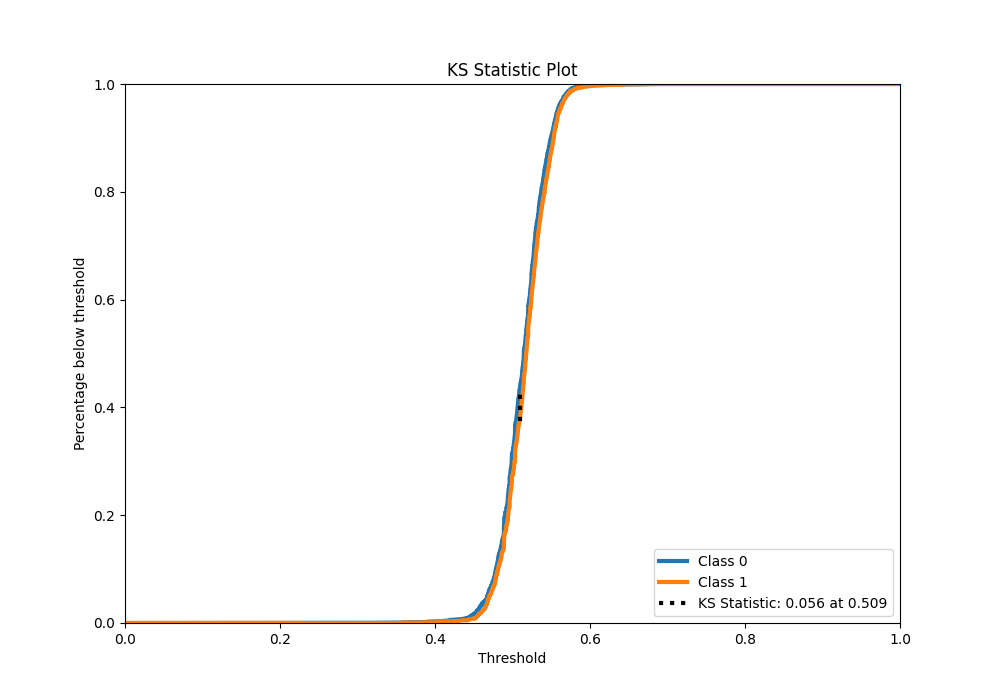 KS Statistic Plot
Percentage below threshold
1.0
0.8
0.6
0.4
0.2
0.0
0.0 0.2 0.4 0.6 0.8 1.0
Threshold
Class 0
Class 1
KS Statistic: 0.056 at 0.509